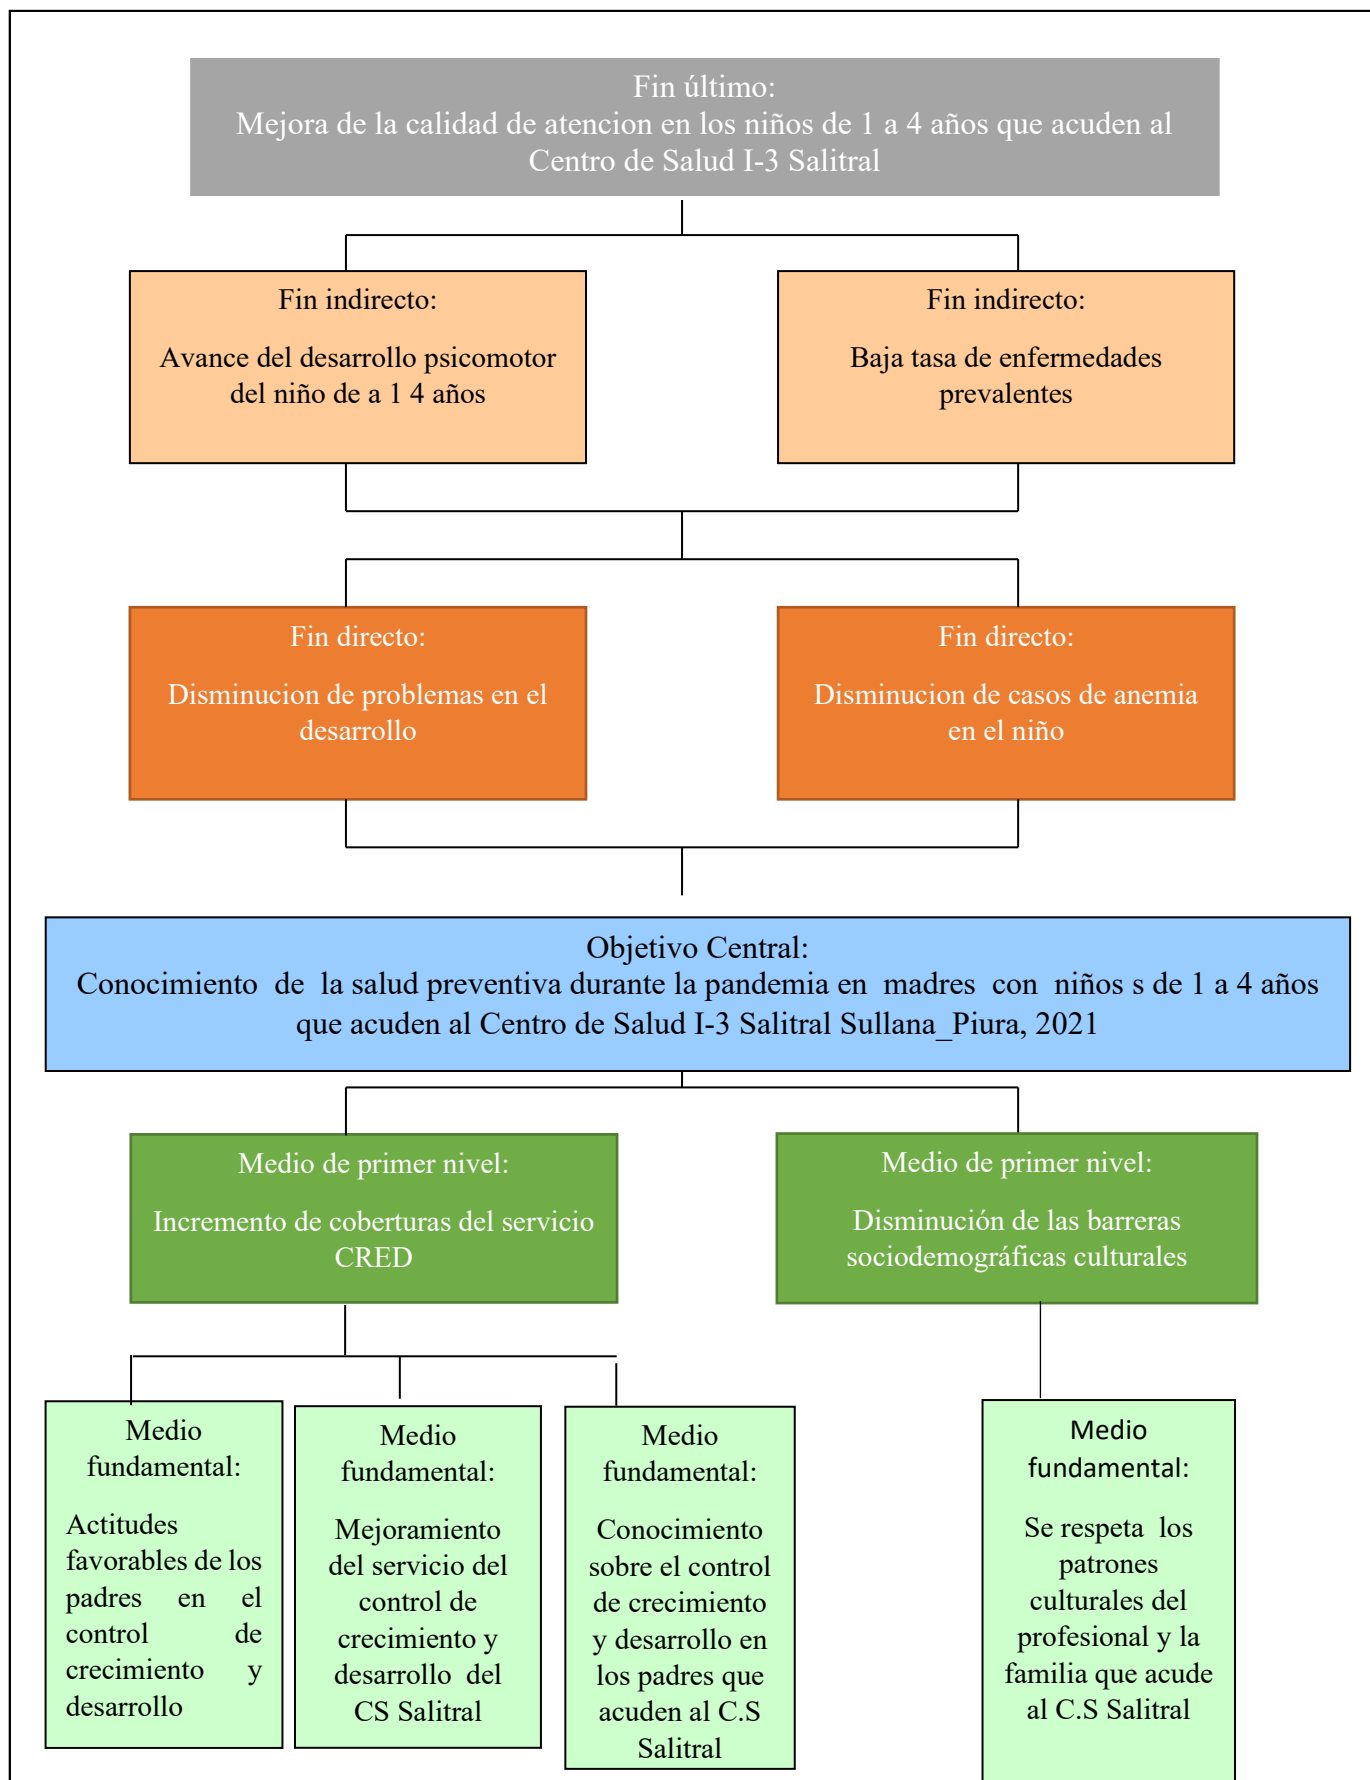 Fin último:
Mejora de la calidad de atencion en los niños de 1 a 4 años que acuden al
Centro de Salud I-3 Salitral
Fin indirecto:
Avance del desarrollo psicomotor
del niño de a 1 4 años
Fin indirecto:
Baja tasa de enfermedades
prevalentes
Fin directo:
Disminucion de problemas en el
desarrollo
Fin directo:
Disminucion de casos de anemia
en el niño
Objetivo Central:
Conocimiento de la salud preventiva durante la pandemia en madres con niños s de 1 a 4 años
que acuden al Centro de Salud I-3 Salitral Sullana_Piura, 2021
Medio de primer nivel:
Incremento de coberturas del servicio
CRED
Medio de primer nivel:
Disminución de las barreras
sociodemográficas culturales
Medio
fundamental:
Actitudes
favorables de los
padres en el
control de
crecimiento y
desarrollo
Medio
fundamental:
Mejoramiento
del servicio del
control de
crecimiento y
desarrollo del
CS Salitral
Medio
fundamental:
Conocimiento
sobre el control
de crecimiento
y desarrollo en
los padres que
acuden al C.S
Salitral
Medio
fundamental:
Se respeta los
patrones
culturales del
profesional y la
familia que acude
al C.S Salitral